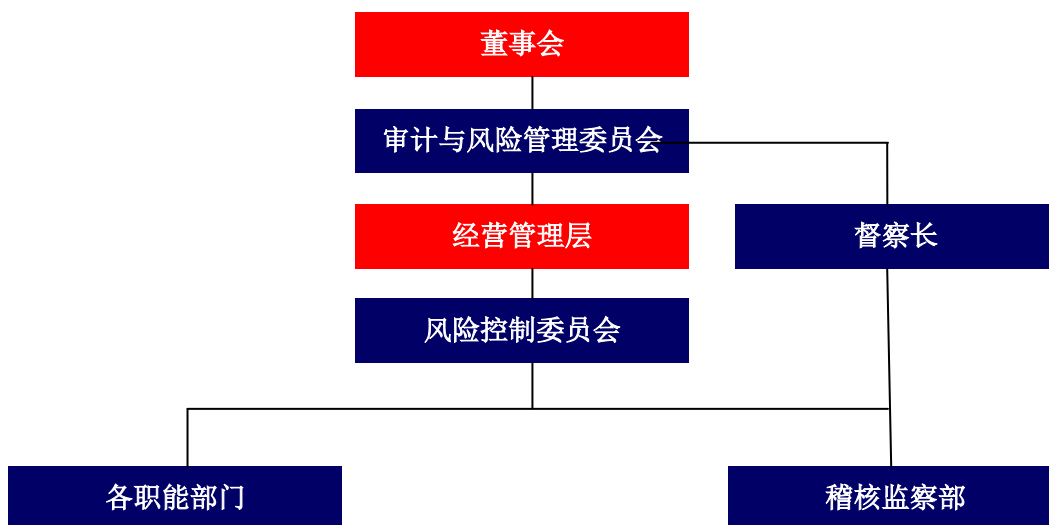 董事会
审计与风险管理委员会
经营管理层
督察长
风险控制委员会
各职能部门
稽核监察部